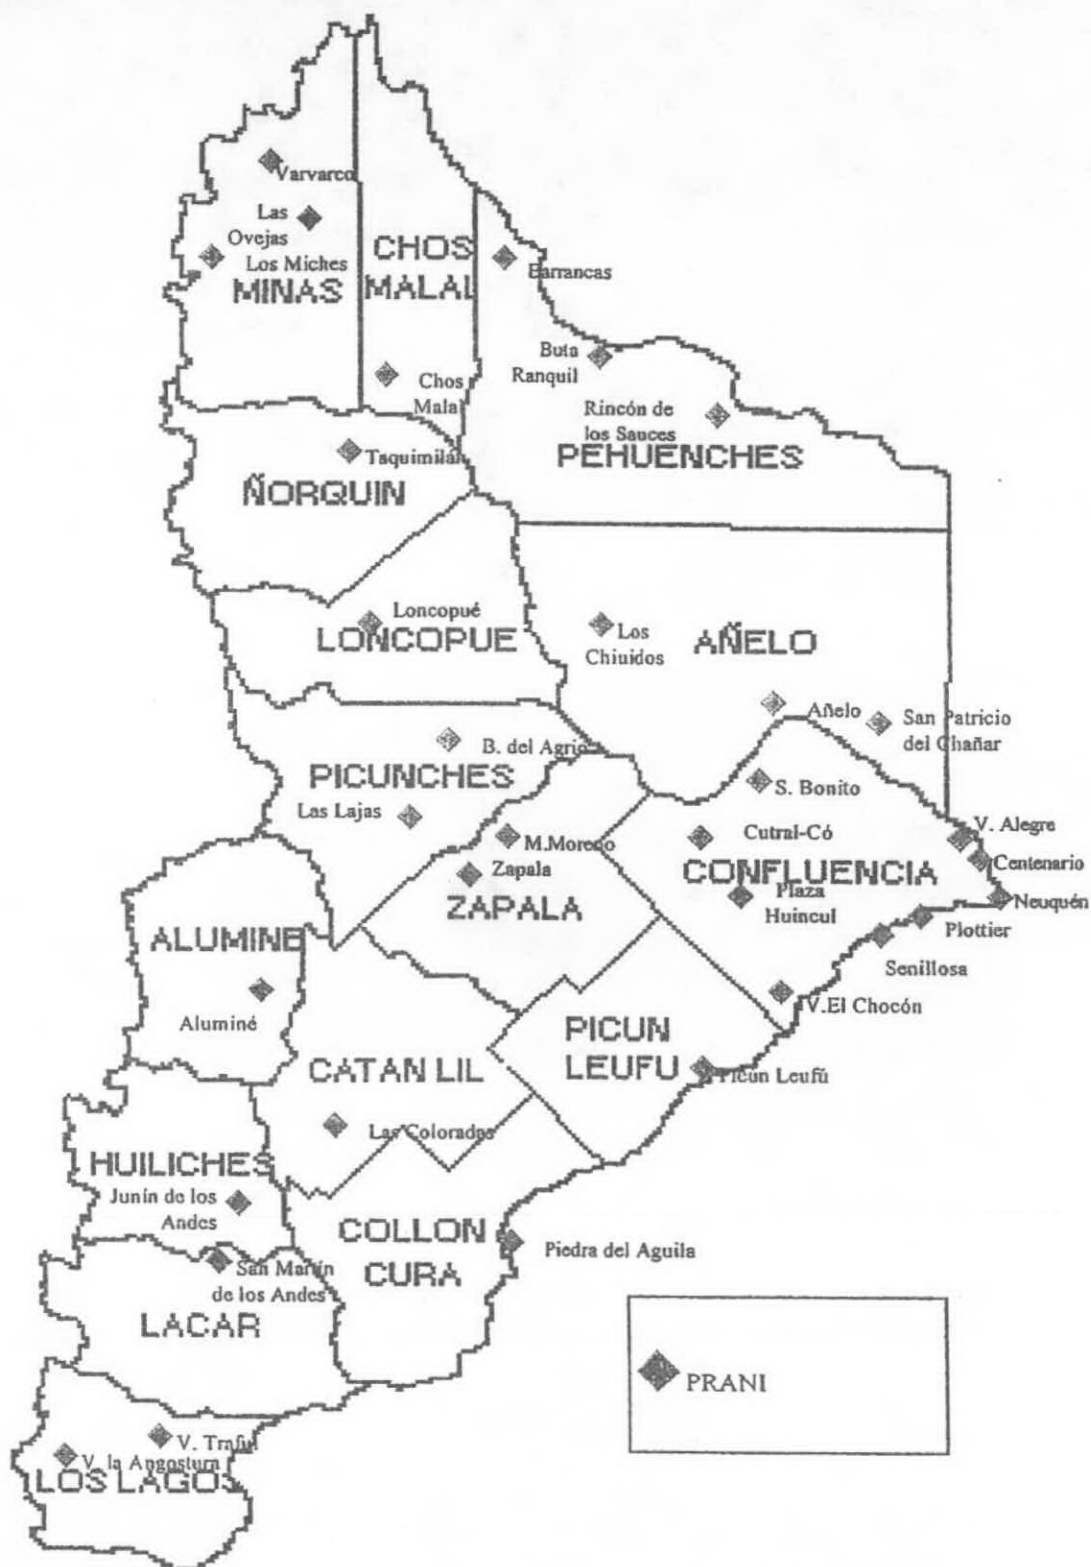 Varvarco
Las
Ovejas
Los Miches
MINAS
CHOS
MALAL
Barrancas
Buta
Ranquil
Chos
Malal
Rincón de
los Sauces
PEHUENCHES
Taquimilán
ÑORQUIN
Loncopué
LONCOPUE
Los
Chiuidos
AÑELO
Añelo
San Patricio
del Chañar
B. del Agrio
PICUNCHES
Las Lajas
S. Bonito
M.Moreno
Zapala
ZAPALA
Cutral-Có
CONFLUENCIA
Plaza
Huincul
V. Alegre
Centenario
Neuquén
Plottier
Senillosa
V.El Chocón
ALUMINE
Aluminé
PICUN
LEUFU
Picun Leufú
CATAN LIL
Las Coloradas
HUILICHES
Junín de los
Andes
COLLON
CURA
Piedra del Aguila
San Martín
de los Andes
LACAR
PRANI
V. Traful
V. la Angostura
LOS LAGOS